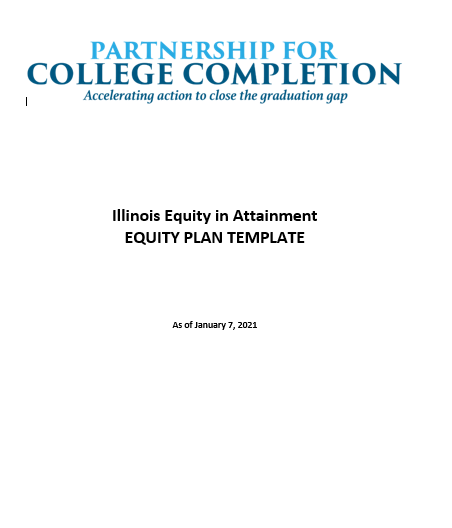 PARTNERSHIP FOR
COLLEGE COMPLETION
Accelerating action to close the graduation gap
Illinois Equity in Attainment
EQUITY PLAN TEMPLATE
As of January 7, 2021